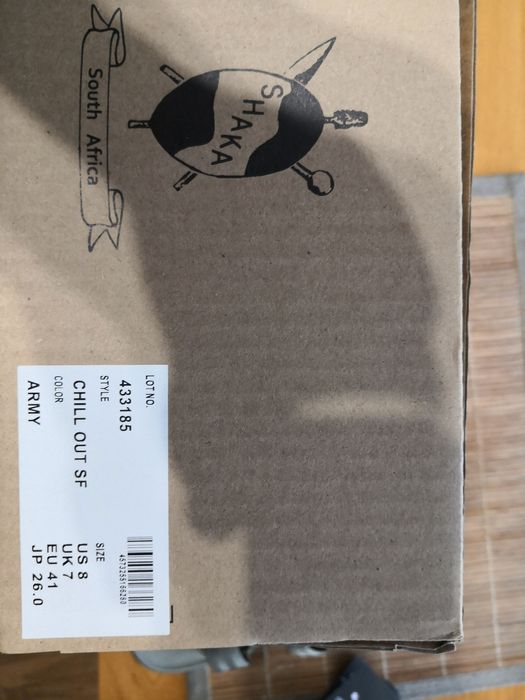 SHAKA
South Africa
LOT NO.
433185
STYLE
CHILL OUT SF
COLOR
ARMY
4573258166280
SIZE
US 8
UK 7
EU 41
JP 26.0